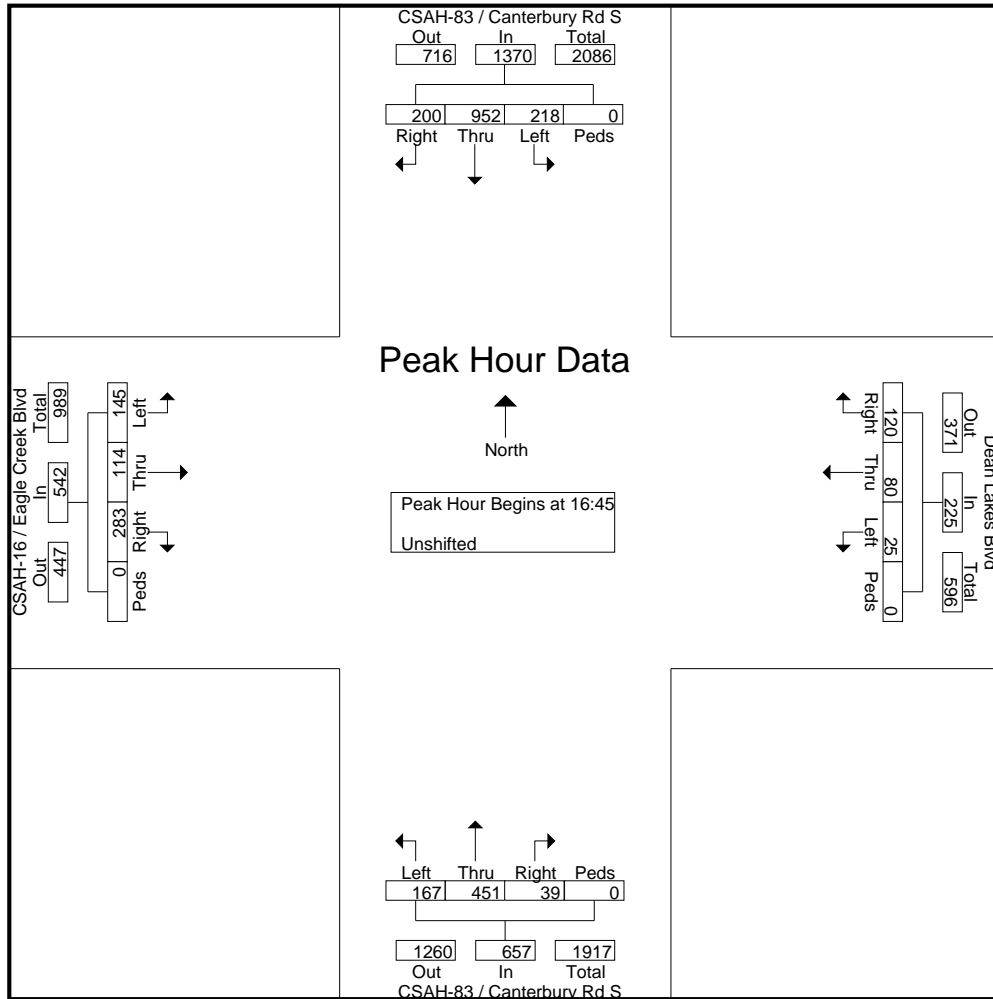 CSAH-83 / Canterbury Rd S
Out In Total
716 1370 2086
200 952 218 0
Right Thru Left Peds
Peak Hour Data
North
Peak Hour Begins at 16:45
Unshifted
CSAH-16 / Eagle Creek Blvd
Total In Out
989 542 447
145 114 283 0
Left Thru Right Peds
Dean Lakes Blvd
Out In Total
371 225 596
120 80 25 0
Right Thru Left Peds
Left Thru Right Peds
167 451 39 0
1260 657 1917
Out In Total
CSAH-83 / Canterbury Rd S